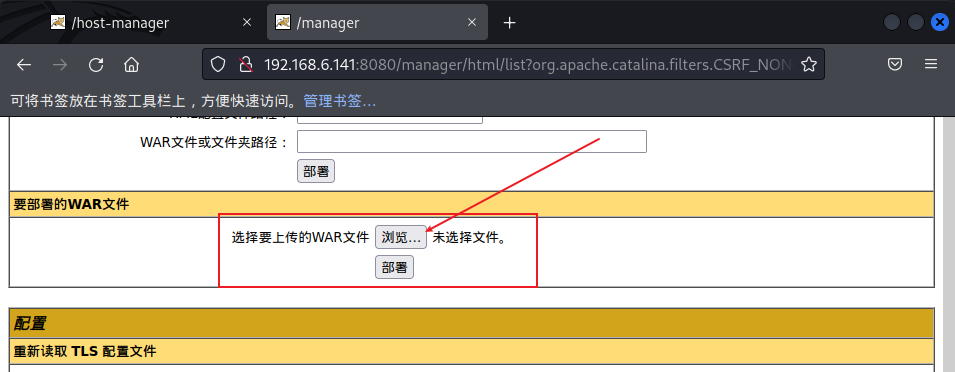 /host-manager
/manager
192.168.6.141:8080/manager/html/list?org.apache.catalina.filters.CSRF_NON
可将书签放在书签工具栏上，方便快速访问。管理书签…
WAR文件或文件夹路径：
部署
要部署的WAR文件
选择要上传的WAR文件 浏览… 未选择文件。
部署
配置
重新读取 TLS 配置文件